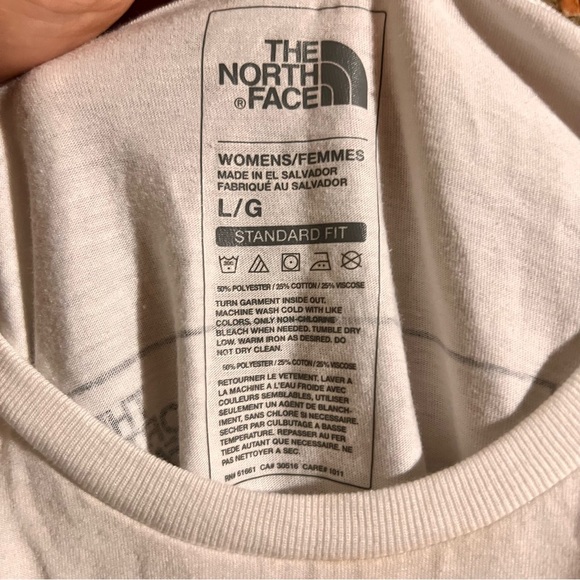 THE
NORTH
® FACE
WOMENS/FEMMES
MADE IN EL SALVADOR
FABRIQUÉ AU SALVADOR
L/G
STANDARD FIT
30C
50% POLYESTER / 25% COTTON / 25% VISCOSE
TURN GARMENT INSIDE OUT.
MACHINE WASH COLD WITH LIKE
COLORS, ONLY NON-CHLORINE
BLEACH WHEN NEEDED. TUMBLE DRY
LOW. WARM IRON AS DESIRED. DO
NOT DRY CLEAN.
50% POLYESTER / 25% COTON / 25% VISCOSE
RETOURNER LE VETEMENT. LAVER A
LA MACHINE A L'EAU FROIDE AVEC
COULEURS SEMBLABLES, UTILISER
SEULEMENT UN AGENT DE BLANCH-
IMENT, SANS CHLORE SI NECESSAIRE.
SECHER PAR CULBUTAGE A BASSE
TEMPERATURE. REPASSER AU FER
TIEDE AUTANT QUE NECESSAIRE. NE
PAS NETTOYER A SEC.
RN# 61661 CA# 30516 CARE# 1011